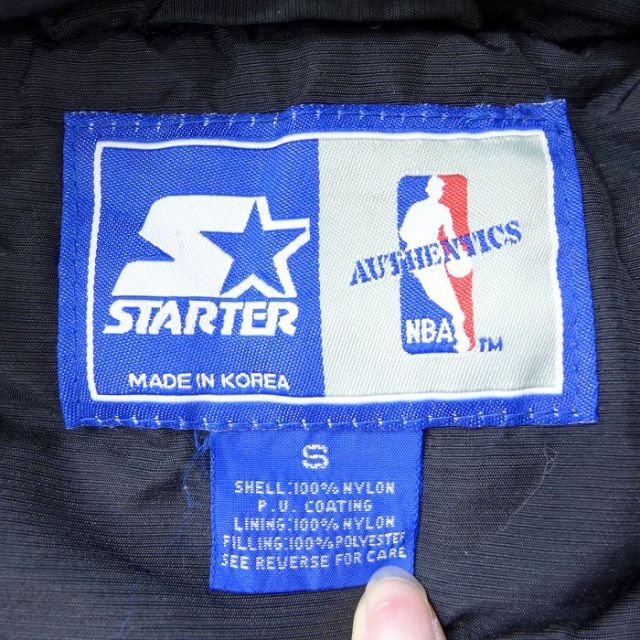 STARTER
MADE IN KOREA
AUTHENTICS
NBA
TM
S
SHELL:100% NYLON
P.U. COATING
LINING:100% NYLON
FILLING:100% POLYESTER
SEE REVERSE FOR CARE